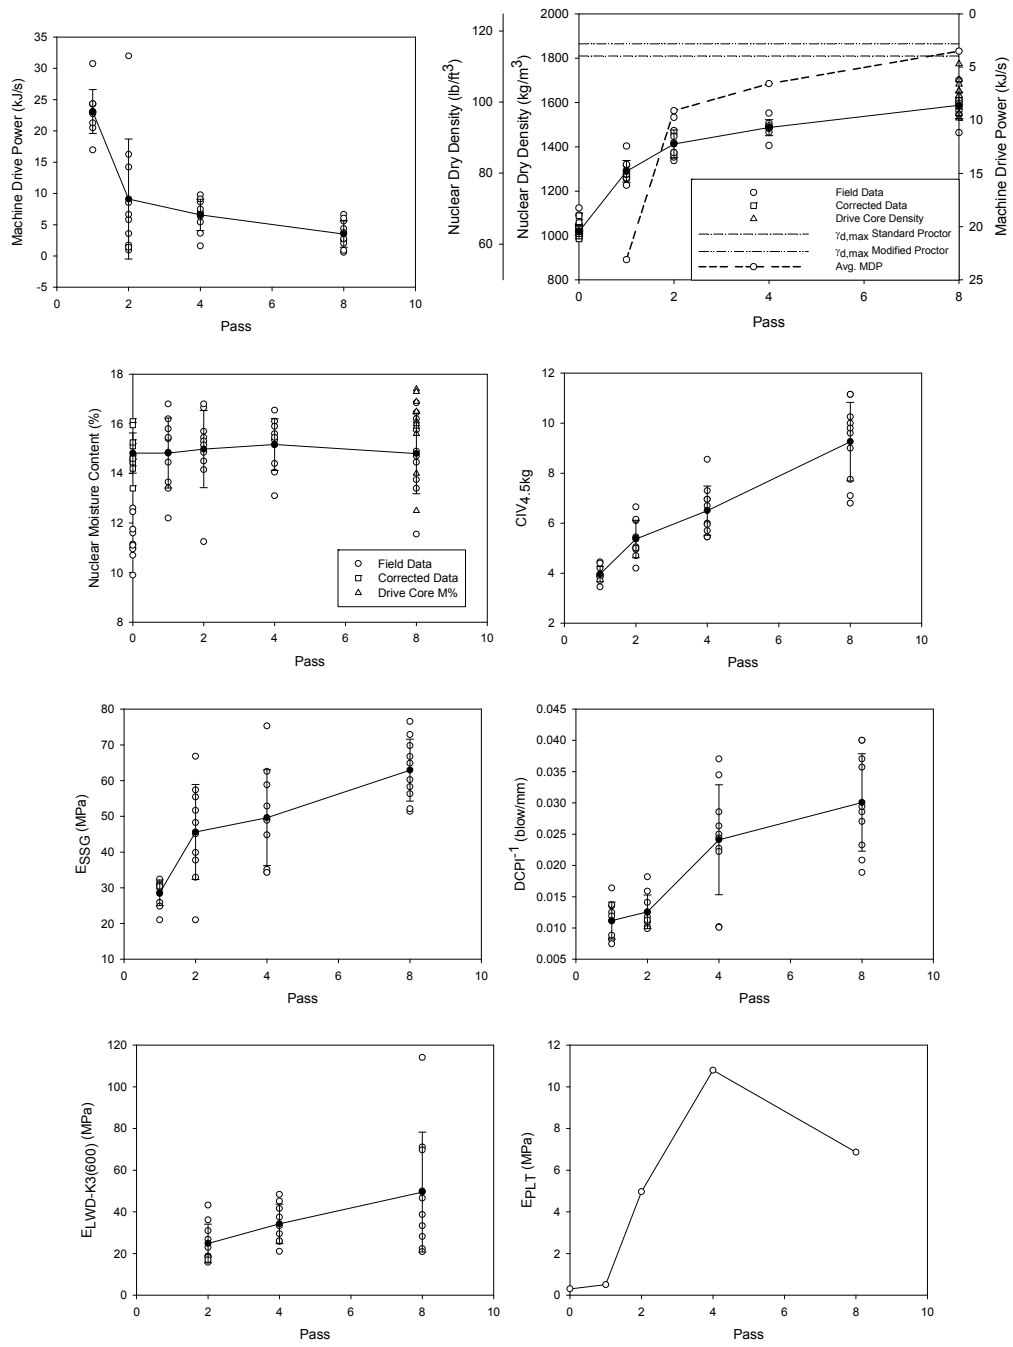 35
30
25
20
15
10
5
0
-5
Machine Drive Power (kJ/s)
0 2 4 6 8 10
Pass
120
100
80
60
Nuclear Dry Density (lb/ft3)
2000
1800
1600
1400
1200
1000
800
Nuclear Dry Density (kg/m3)
0
5
10
15
20
25
Machine Drive Power (kJ/s)
Field Data
Corrected Data
Drive Core Density
γd,max Standard Proctor
γd,max Modified Proctor
Avg. MDP
0 2 4 6 8
Pass
18
16
14
12
10
8
Nuclear Moisture Content (%)
Field Data
Corrected Data
Drive Core M%
0 2 4 6 8 10
Pass
12
10
8
6
4
2
CIV4.5kg
0 2 4 6 8 10
Pass
80
70
60
50
40
30
20
10
ESSG (MPa)
0 2 4 6 8 10
Pass
0.045
0.040
0.035
0.030
0.025
0.020
0.015
0.010
0.005
DCPI-1 (blow/mm)
0 2 4 6 8 10
Pass
120
100
80
60
40
20
0
ELWD-K3(600) (MPa)
0 2 4 6 8 10
Pass
12
10
8
6
4
2
0
EPLT (MPa)
0 2 4 6 8 10
Pass